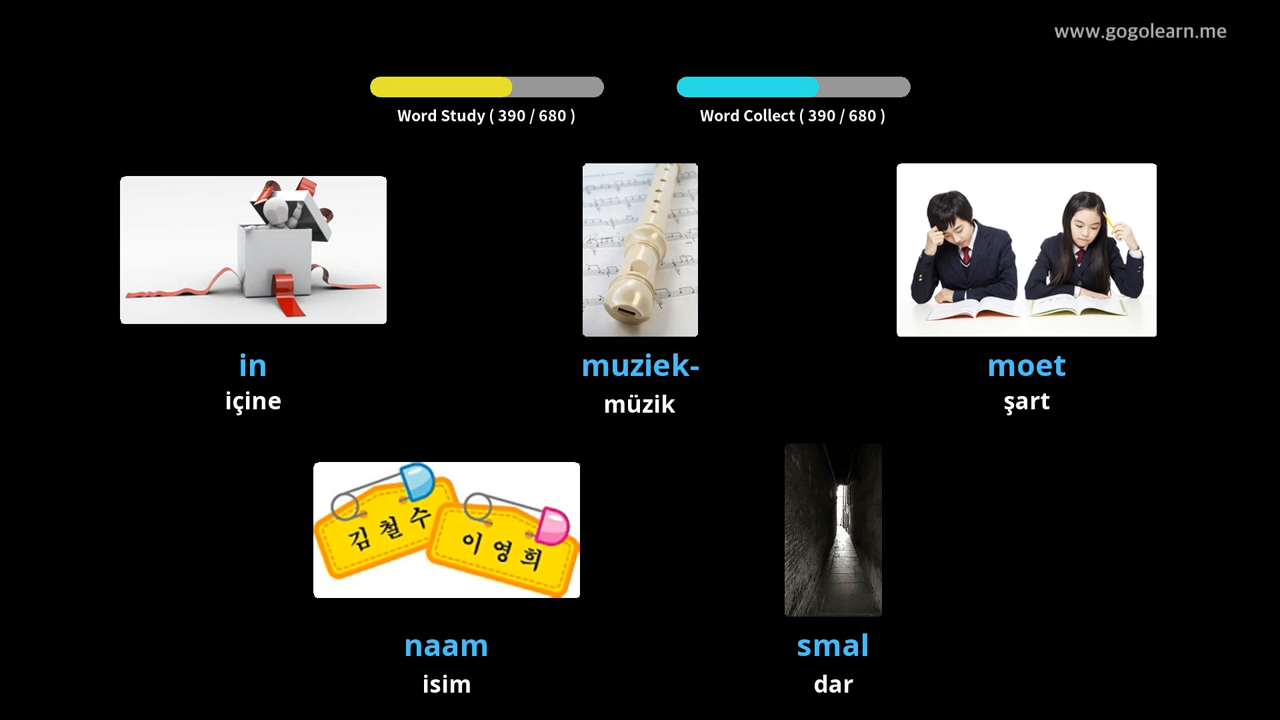 www.gogolearn.me
Word Study ( 390 / 680 )
Word Collect ( 390 / 680 )
in
içine
muziek-
müzik
moet
şart
김철수
이영희
naam
isim
smal
dar